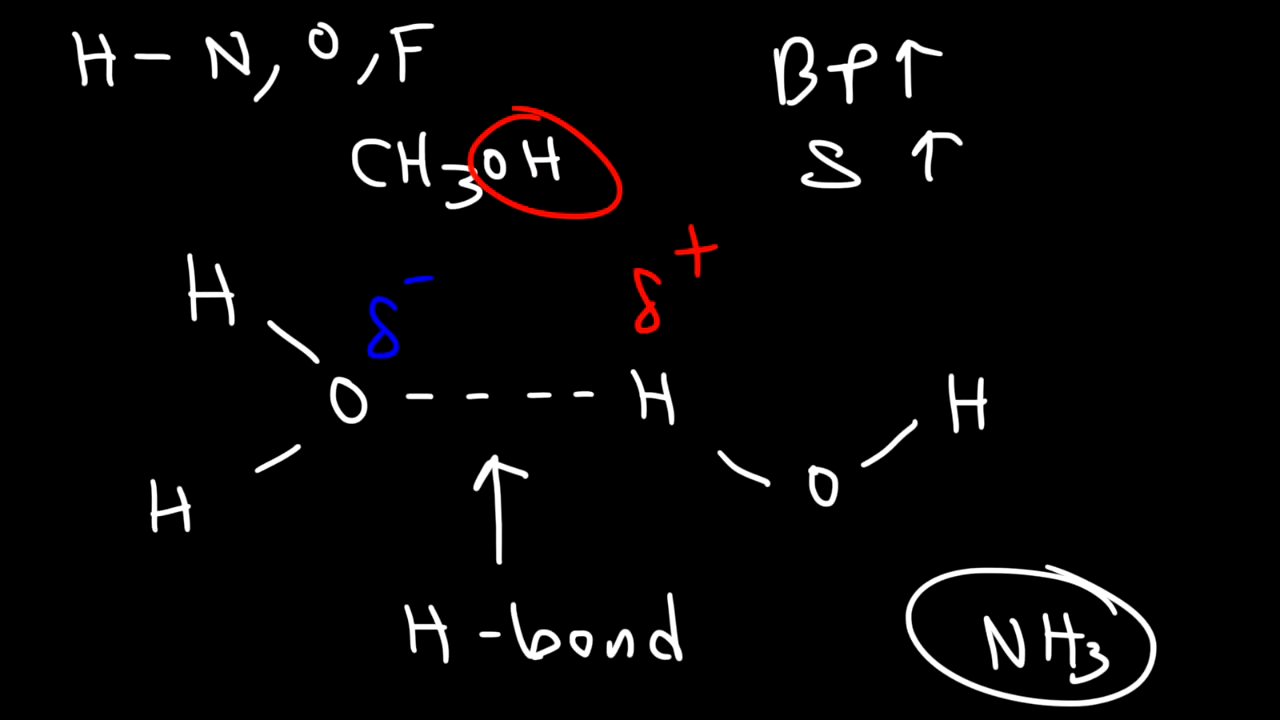 H - N, O, F
BP↑
CH3OH
S ↑
δ+
H δ-
O - - - - H
H
H O
H-bond
NH3